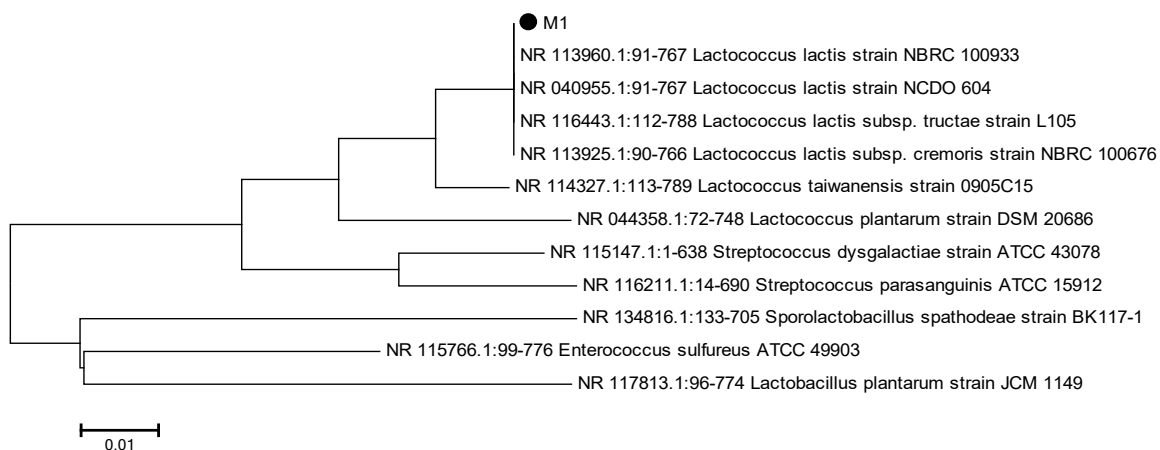 M1
NR 113960.1:91-767 Lactococcus lactis strain NBRC 100933
NR 040955.1:91-767 Lactococcus lactis strain NCDO 604
NR 116443.1:112-788 Lactococcus lactis subsp. tructae strain L105
NR 113925.1:90-766 Lactococcus lactis subsp. cremoris strain NBRC 100676
NR 114327.1:113-789 Lactococcus taiwanensis strain 0905C15
NR 044358.1:72-748 Lactococcus plantarum strain DSM 20686
NR 115147.1:1-638 Streptococcus dysgalactiae strain ATCC 43078
NR 116211.1:14-690 Streptococcus parasanguinis ATCC 15912
NR 134816.1:133-705 Sporolactobacillus spathodeae strain BK117-1
NR 115766.1:99-776 Enterococcus sulfureus ATCC 49903
NR 117813.1:96-774 Lactobacillus plantarum strain JCM 1149
0.01